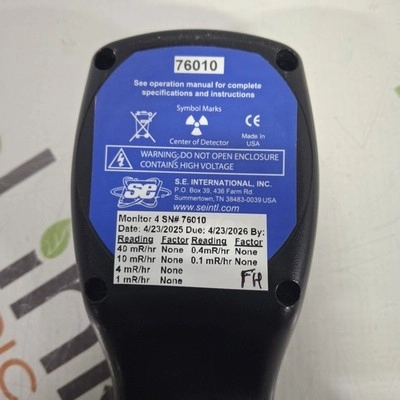 76010
See operation manual for complete
specifications and instructions
Symbol Marks
CE
Center of Detector
Made In
USA
WARNING: DO NOT OPEN ENCLOSURE
CONTAINS HIGH VOLTAGE
se
S.E. INTERNATIONAL, INC.
P.O. Box 39, 436 Farm Rd.
Summertown, TN 38483-0039 USA
www.seintl.com
Monitor 4 SN# 76010
Date: 4/23/2025 Due: 4/23/2026 By:
Reading Factor Reading Factor
40 mR/hr None 0.4mR/hr None
10 mR/hr None 0.1 mR/hr None
4 mR/hr None
1 mR/hr None
FH